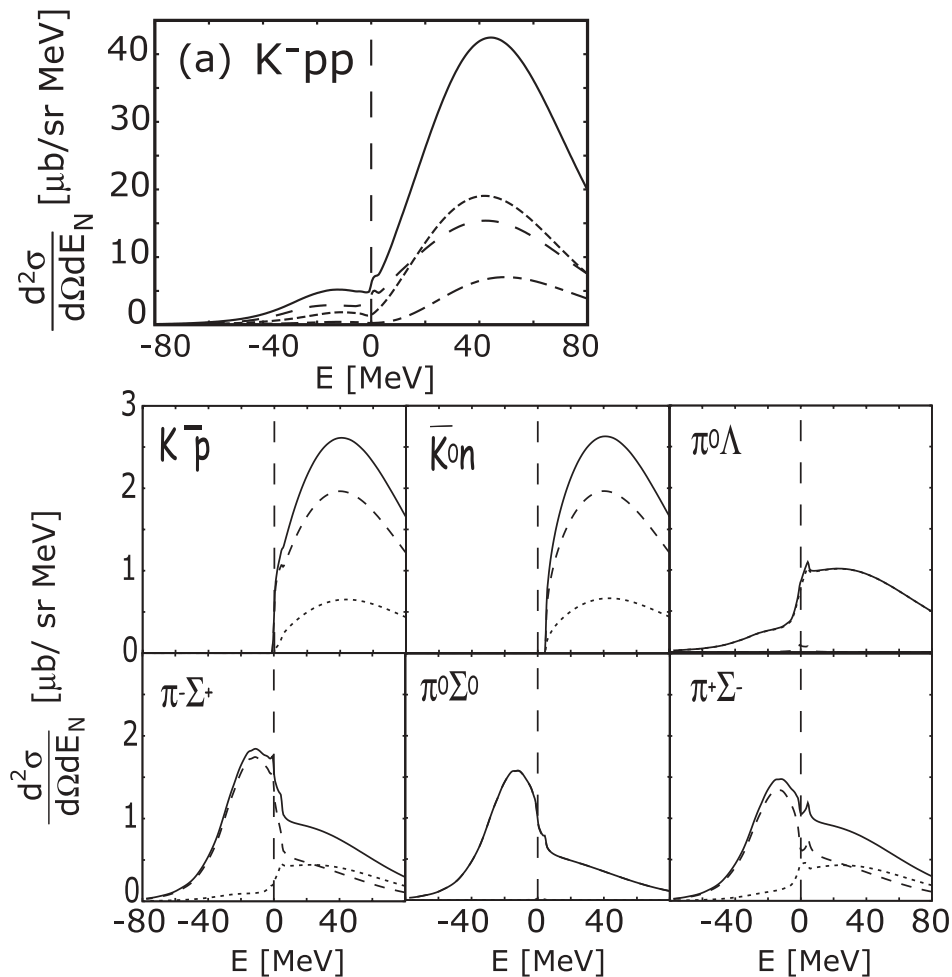 (a) K⁻pp
d²σ
dΩdE_N
[μb/sr MeV]
40
30
20
10
0
-80 -40 0 40 80
E [MeV]
K⁻p
K̅⁰n
π⁰Λ
3
2
1
0
d²σ
dΩdE_N
[μb/ sr MeV]
π⁻Σ⁺
π⁰Σ⁰
π⁺Σ⁻
2
1
0
-80 -40 0 40
-40 0 40
-40 0 40 80
E [MeV]
E [MeV]
E [MeV]